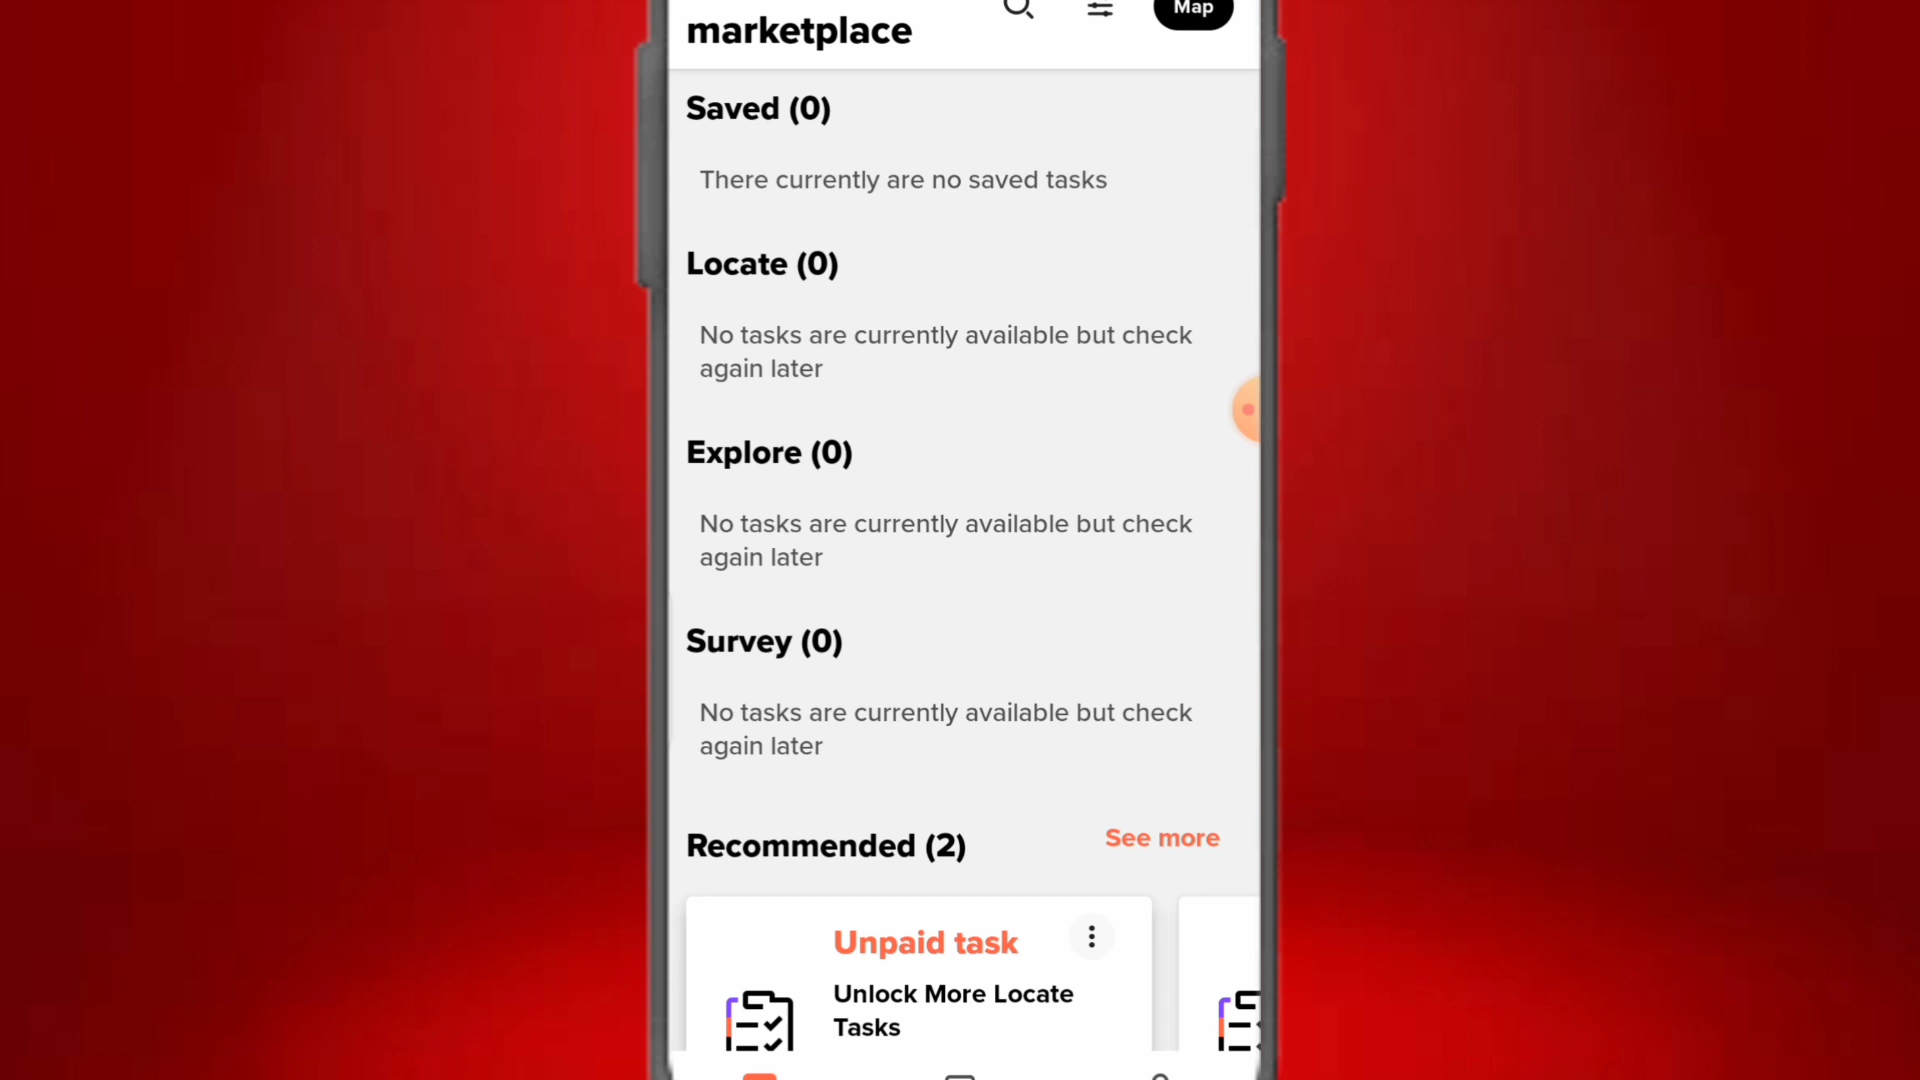 Map
marketplace
Saved (0)
There currently are no saved tasks
Locate (0)
No tasks are currently available but check
again later
Explore (0)
No tasks are currently available but check
again later
Survey (0)
No tasks are currently available but check
again later
Recommended (2)
See more
Unpaid task
Unlock More Locate
Tasks